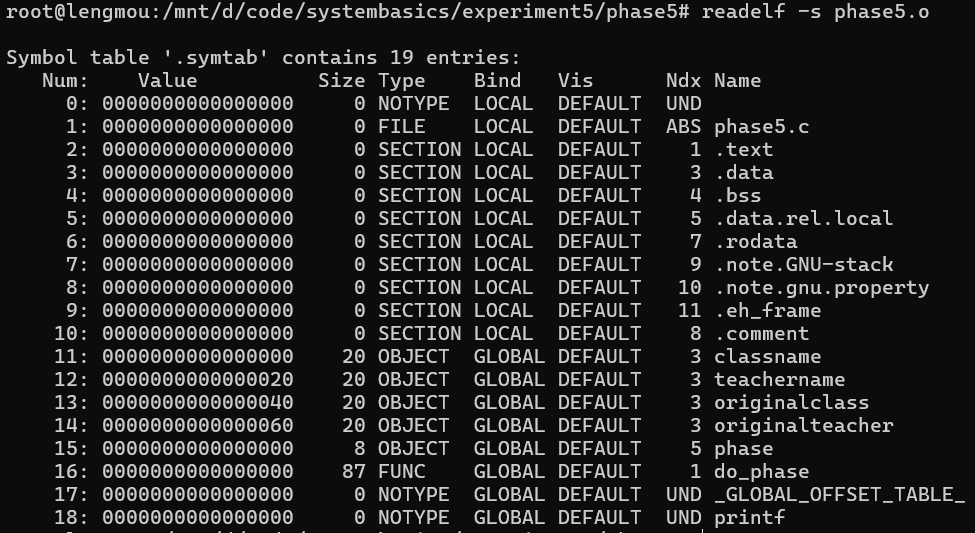 root@lengmou:/mnt/d/code/systembasics/experiment5/phase5# readelf -s phase5.o
Symbol table '.symtab' contains 19 entries:
   Num:    Value          Size Type    Bind   Vis      Ndx Name
     0: 0000000000000000     0 NOTYPE  LOCAL  DEFAULT  UND
     1: 0000000000000000     0 FILE    LOCAL  DEFAULT  ABS phase5.c
     2: 0000000000000000     0 SECTION LOCAL  DEFAULT    1 .text
     3: 0000000000000000     0 SECTION LOCAL  DEFAULT    3 .data
     4: 0000000000000000     0 SECTION LOCAL  DEFAULT    4 .bss
     5: 0000000000000000     0 SECTION LOCAL  DEFAULT    5 .data.rel.local
     6: 0000000000000000     0 SECTION LOCAL  DEFAULT    7 .rodata
     7: 0000000000000000     0 SECTION LOCAL  DEFAULT    9 .note.GNU-stack
     8: 0000000000000000     0 SECTION LOCAL  DEFAULT   10 .note.gnu.property
     9: 0000000000000000     0 SECTION LOCAL  DEFAULT   11 .eh_frame
    10: 0000000000000000     0 SECTION LOCAL  DEFAULT    8 .comment
    11: 0000000000000000    20 OBJECT  GLOBAL DEFAULT    3 classname
    12: 0000000000000020    20 OBJECT  GLOBAL DEFAULT    3 teachername
    13: 0000000000000040    20 OBJECT  GLOBAL DEFAULT    3 originalclass
    14: 0000000000000060    20 OBJECT  GLOBAL DEFAULT    3 originalteacher
    15: 0000000000000000     8 OBJECT  GLOBAL DEFAULT    5 phase
    16: 0000000000000000    87 FUNC    GLOBAL DEFAULT    1 do_phase
    17: 0000000000000000     0 NOTYPE  GLOBAL DEFAULT  UND _GLOBAL_OFFSET_TABLE_
    18: 0000000000000000     0 NOTYPE  GLOBAL DEFAULT  UND printf